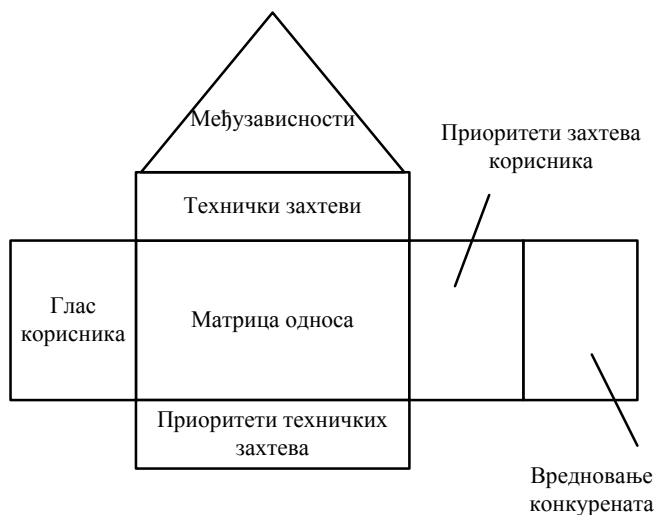 Међузависности
Приоритети захтева
корисника
Технички захтеви
Глас
корисника
Матрица односа
Приоритети техничких
захтева
Вредновање
конкурената